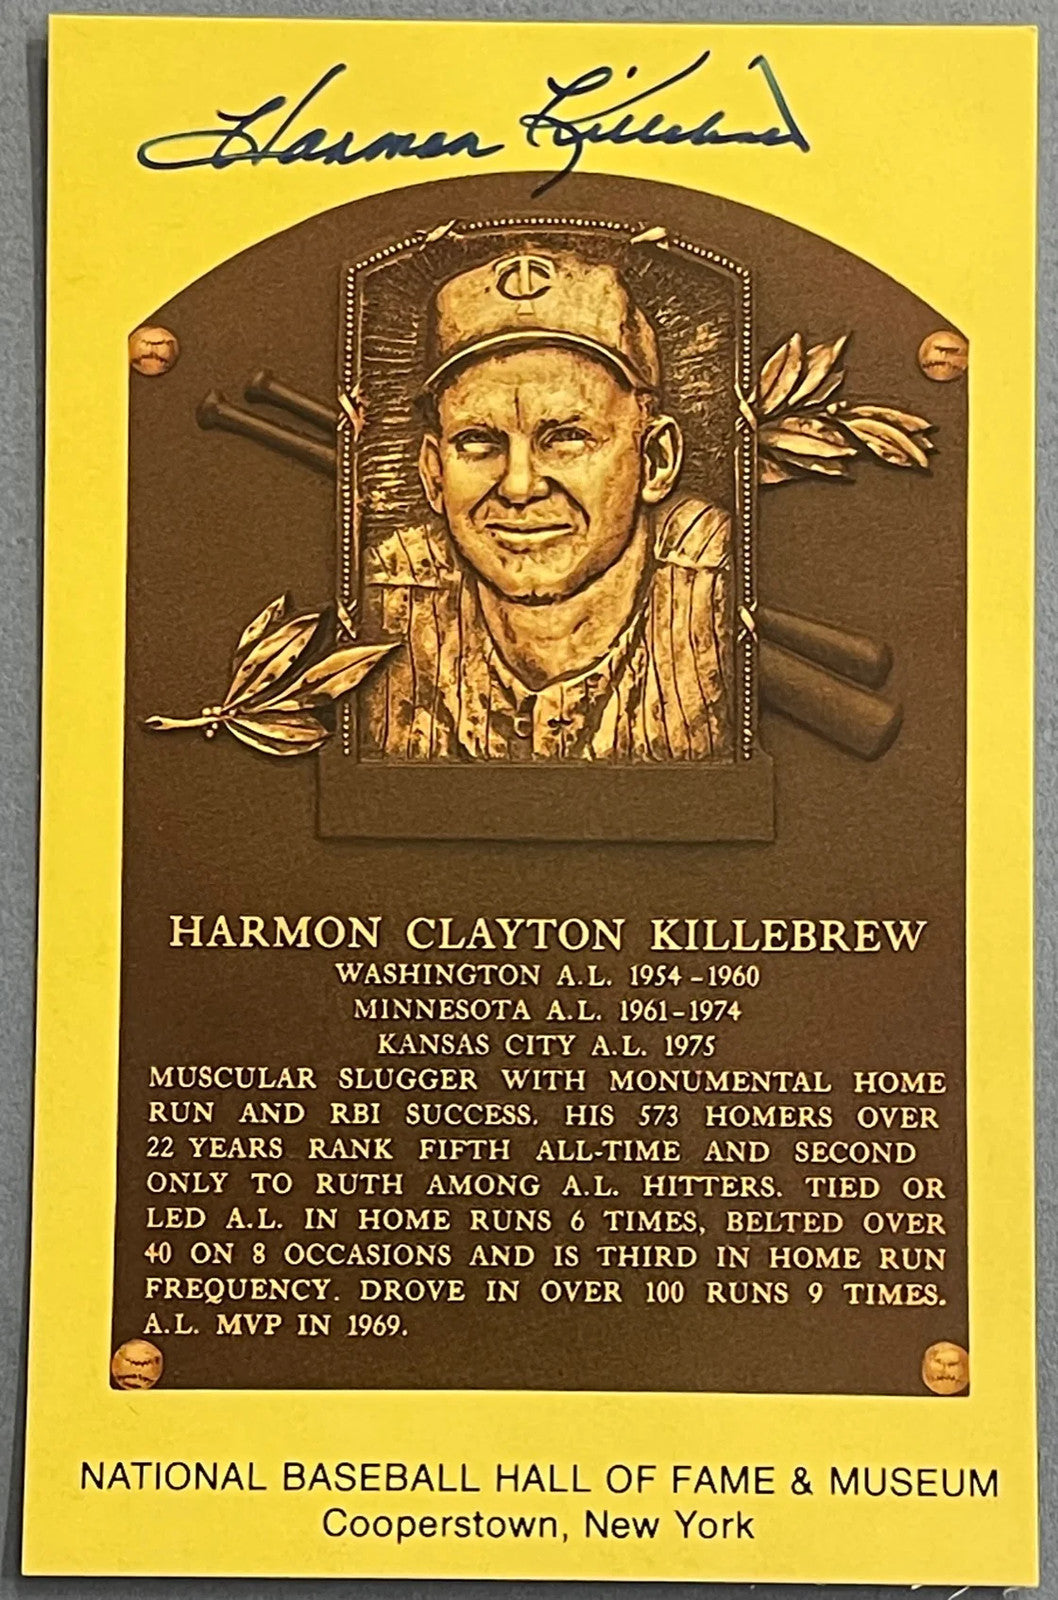 Harmon Killebrew
TC
HARMON CLAYTON KILLEBREW
WASHINGTON A.L. 1954-1960
MINNESOTA A.L. 1961-1974
KANSAS CITY A.L. 1975
MUSCULAR SLUGGER WITH MONUMENTAL HOME
RUN AND RBI SUCCESS. HIS 573 HOMERS OVER
22 YEARS RANK FIFTH ALL-TIME AND SECOND
ONLY TO RUTH AMONG A.L. HITTERS. TIED OR
LED A.L. IN HOME RUNS 6 TIMES, BELTED OVER
40 ON 8 OCCASIONS AND IS THIRD IN HOME RUN
FREQUENCY. DROVE IN OVER 100 RUNS 9 TIMES.
A.L. MVP IN 1969.
NATIONAL BASEBALL HALL OF FAME & MUSEUM
Cooperstown, New York